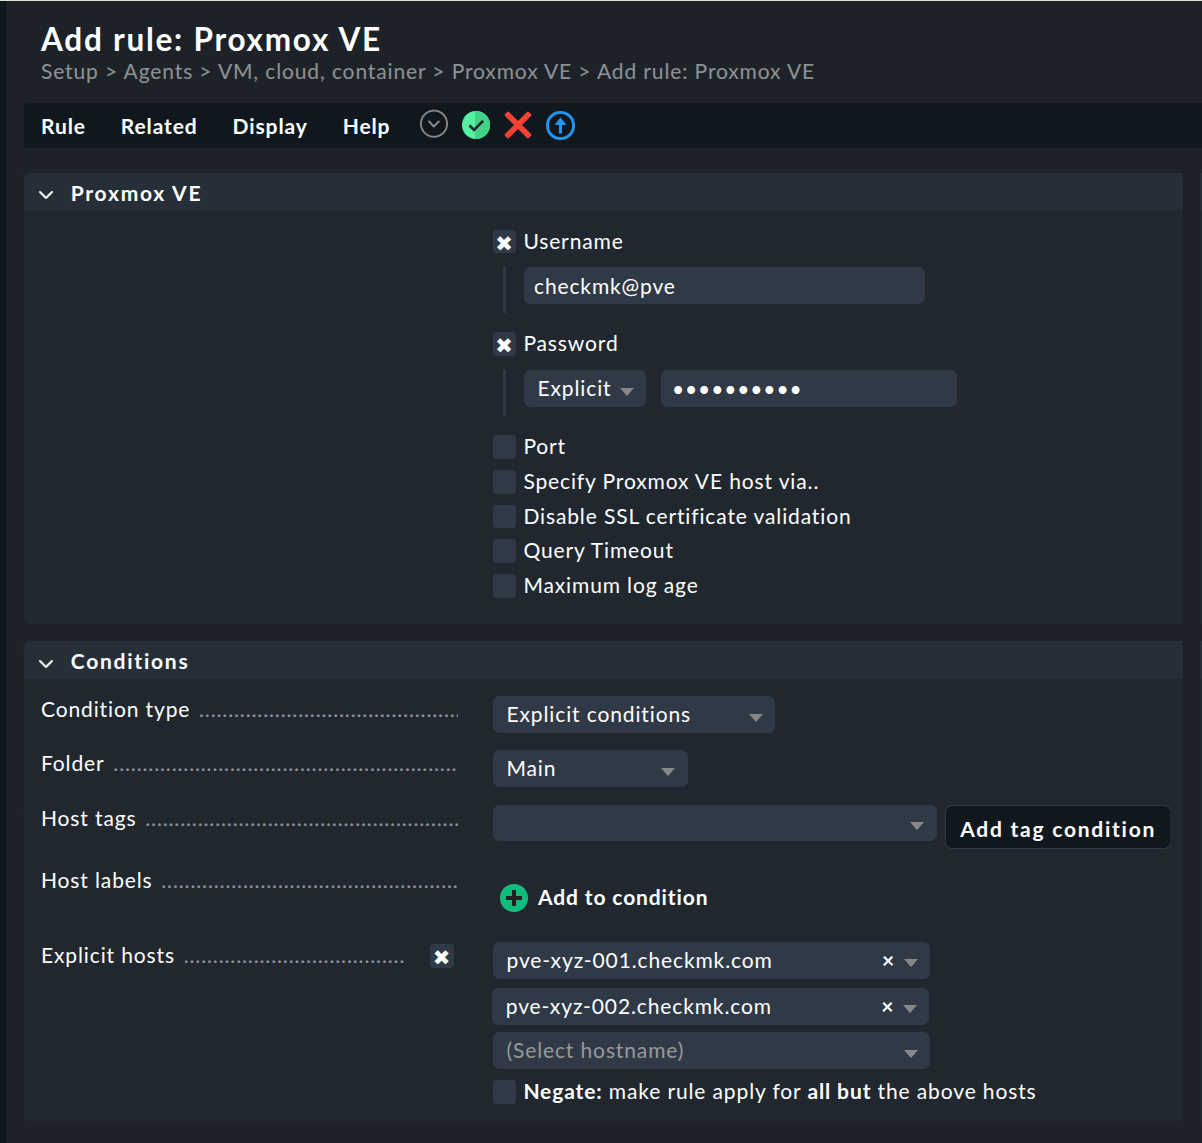 Add rule: Proxmox VE
Setup > Agents > VM, cloud, container > Proxmox VE > Add rule: Proxmox VE
Rule Related Display Help
Proxmox VE
Username
checkmk@pve
Password
Explicit ●●●●●●●●●●
Port
Specify Proxmox VE host via..
Disable SSL certificate validation
Query Timeout
Maximum log age
Conditions
Condition type Explicit conditions
Folder Main
Host tags Add tag condition
Host labels Add to condition
Explicit hosts pve-xyz-001.checkmk.com
pve-xyz-002.checkmk.com
(Select hostname)
Negate: make rule apply for all but the above hosts